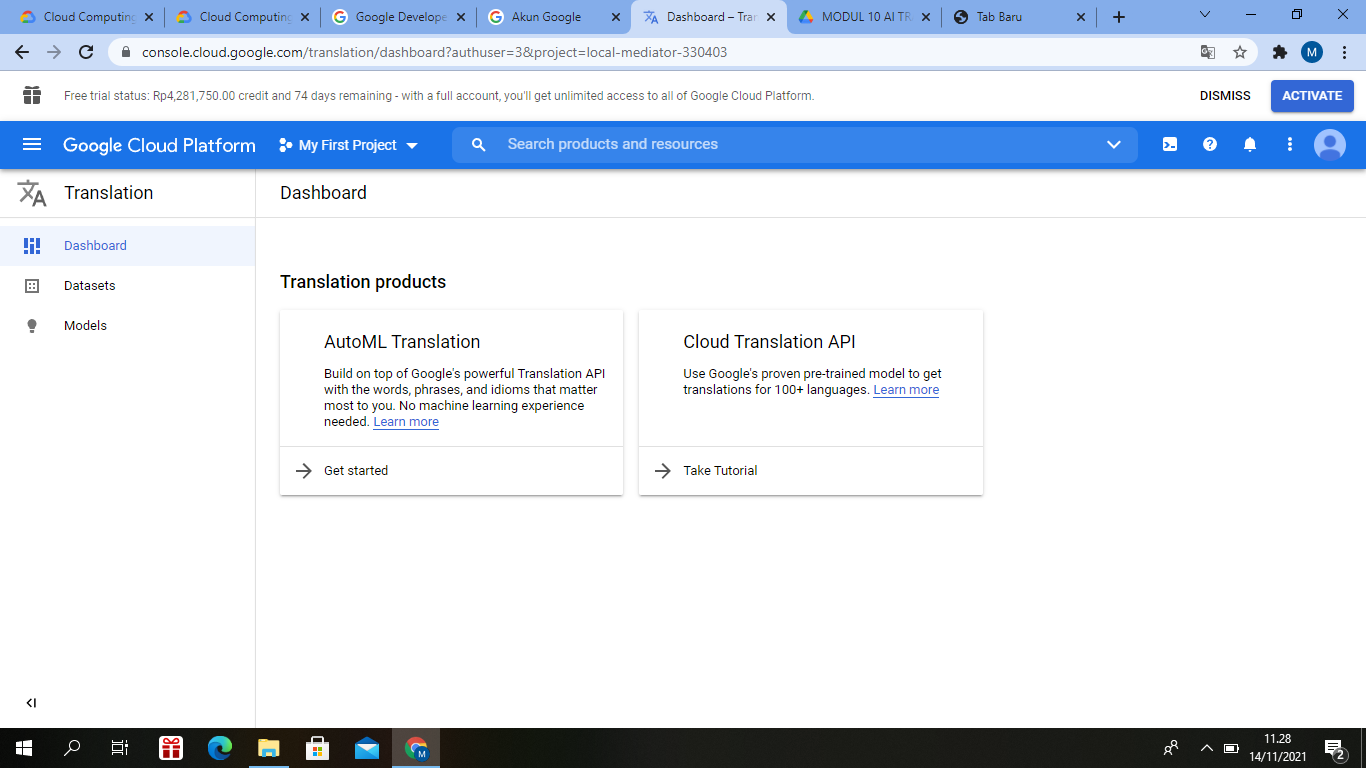 Cloud Computing
Cloud Computing
Google Develope
Akun Google
Dashboard – Tran
MODUL 10 AI TR
Tab Baru
console.cloud.google.com/translation/dashboard?authuser=3&project=local-mediator-330403
M
Free trial status: Rp4,281,750.00 credit and 74 days remaining - with a full account, you'll get unlimited access to all of Google Cloud Platform.
DISMISS
ACTIVATE
Google Cloud Platform
My First Project
Search products and resources
Translation
Dashboard
Dashboard
Datasets
Models
Translation products
AutoML Translation
Build on top of Google's powerful Translation API
with the words, phrases, and idioms that matter
most to you. No machine learning experience
needed. Learn more
Get started
Cloud Translation API
Use Google's proven pre-trained model to get
translations for 100+ languages. Learn more
Take Tutorial
M
11.28
14/11/2021
2